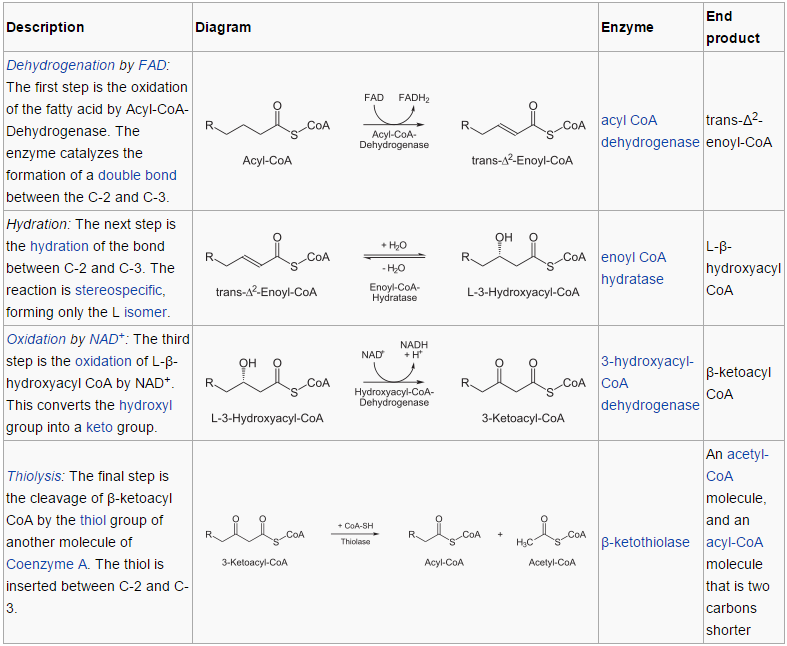 Description
Diagram
Enzyme
End
product
Dehydrogenation by FAD:
The first step is the oxidation
of the fatty acid by Acyl-CoA-
Dehydrogenase. The
enzyme catalyzes the
formation of a double bond
between the C-2 and C-3.
R
O
S
CoA
Acyl-CoA
FAD FADH₂
Acyl-CoA-
Dehydrogenase
R
O
S
CoA
trans-Δ²-Enoyl-CoA
acyl CoA
dehydrogenase
trans-Δ²-
enoyl-CoA
Hydration: The next step is
the hydration of the bond
between C-2 and C-3. The
reaction is stereospecific,
forming only the L isomer.
R
O
S
CoA
trans-Δ²-Enoyl-CoA
+ H₂O
- H₂O
Enoyl-CoA-
Hydratase
OH O
R
S
CoA
L-3-Hydroxyacyl-CoA
enoyl CoA
hydratase
L-β-
hydroxyacyl
CoA
Oxidation by NAD⁺: The third
step is the oxidation of L-β-
hydroxyacyl CoA by NAD⁺.
This converts the hydroxyl
group into a keto group.
OH O
R
S
CoA
L-3-Hydroxyacyl-CoA
NAD⁺
NADH
+ H⁺
Hydroxyacyl-CoA-
Dehydrogenase
O O
R
S
CoA
3-Ketoacyl-CoA
3-hydroxyacyl-
CoA
dehydrogenase
β-ketoacyl
CoA
Thiolysis: The final step is
the cleavage of β-ketoacyl
CoA by the thiol group of
another molecule of
Coenzyme A. The thiol is
inserted between C-2 and C-
3.
O O
R
S
CoA
3-Ketoacyl-CoA
+ CoA-SH
Thiolase
O
R
S
CoA
Acyl-CoA
+
O
H₃C
S
CoA
Acetyl-CoA
β-ketothiolase
An acetyl-
CoA
molecule,
and an
acyl-CoA
molecule
that is two
carbons
shorter